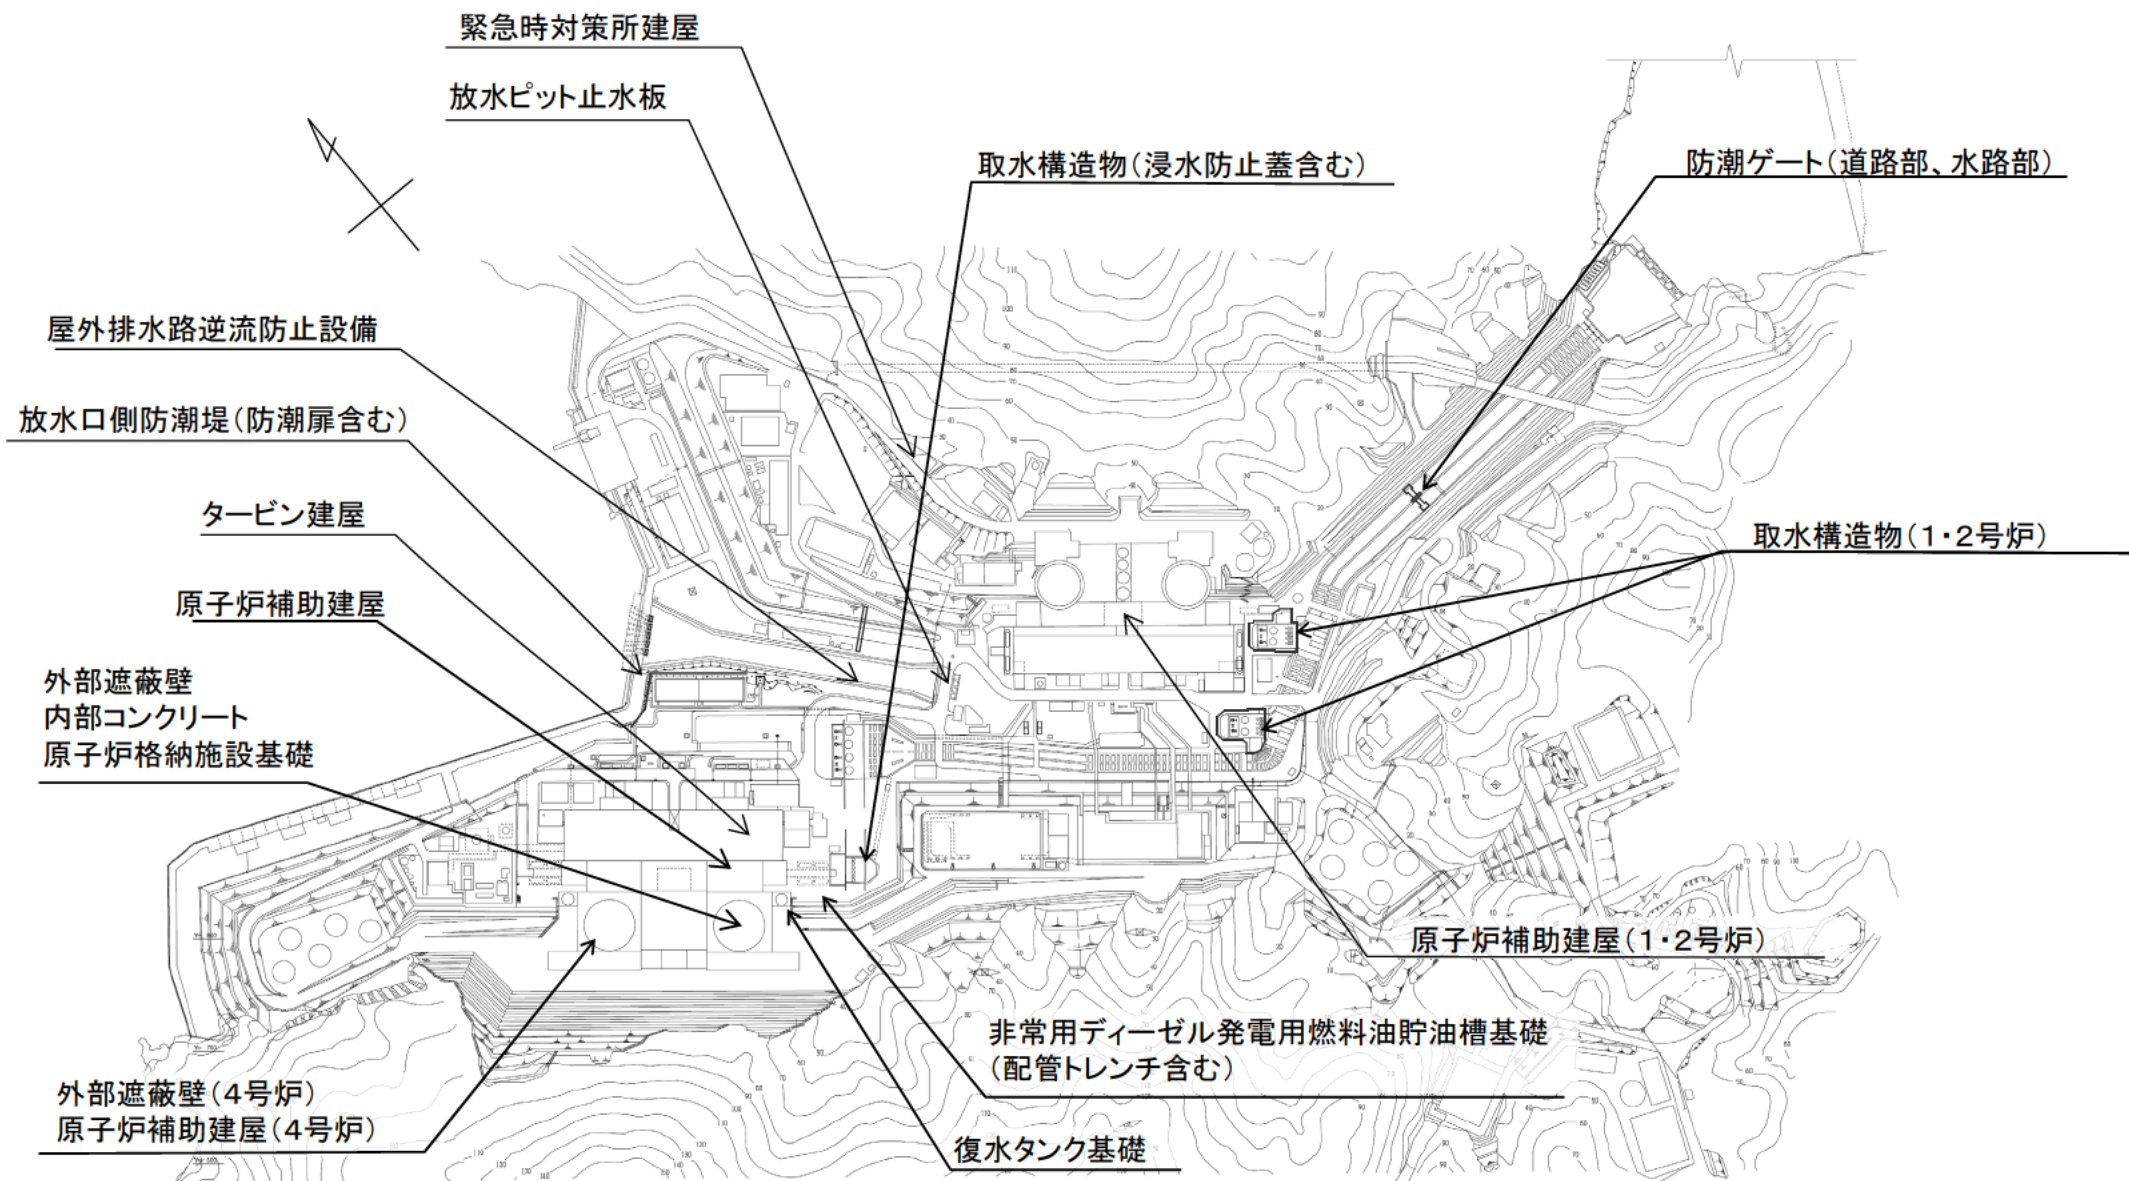 緊急時対策所建屋
放水ピット止水板
取水構造物(浸水防止蓋含む)
防潮ゲート(道路部、水路部)
屋外排水路逆流防止設備
放水口側防潮堤(防潮扉含む)
タービン建屋
取水構造物(1・2号炉)
原子炉補助建屋
外部遮蔽壁
内部コンクリート
原子炉格納施設基礎
原子炉補助建屋(1・2号炉)
非常用ディーゼル発電用燃料油貯油槽基礎
(配管トレンチ含む)
外部遮蔽壁(4号炉)
原子炉補助建屋(4号炉)
復水タンク基礎